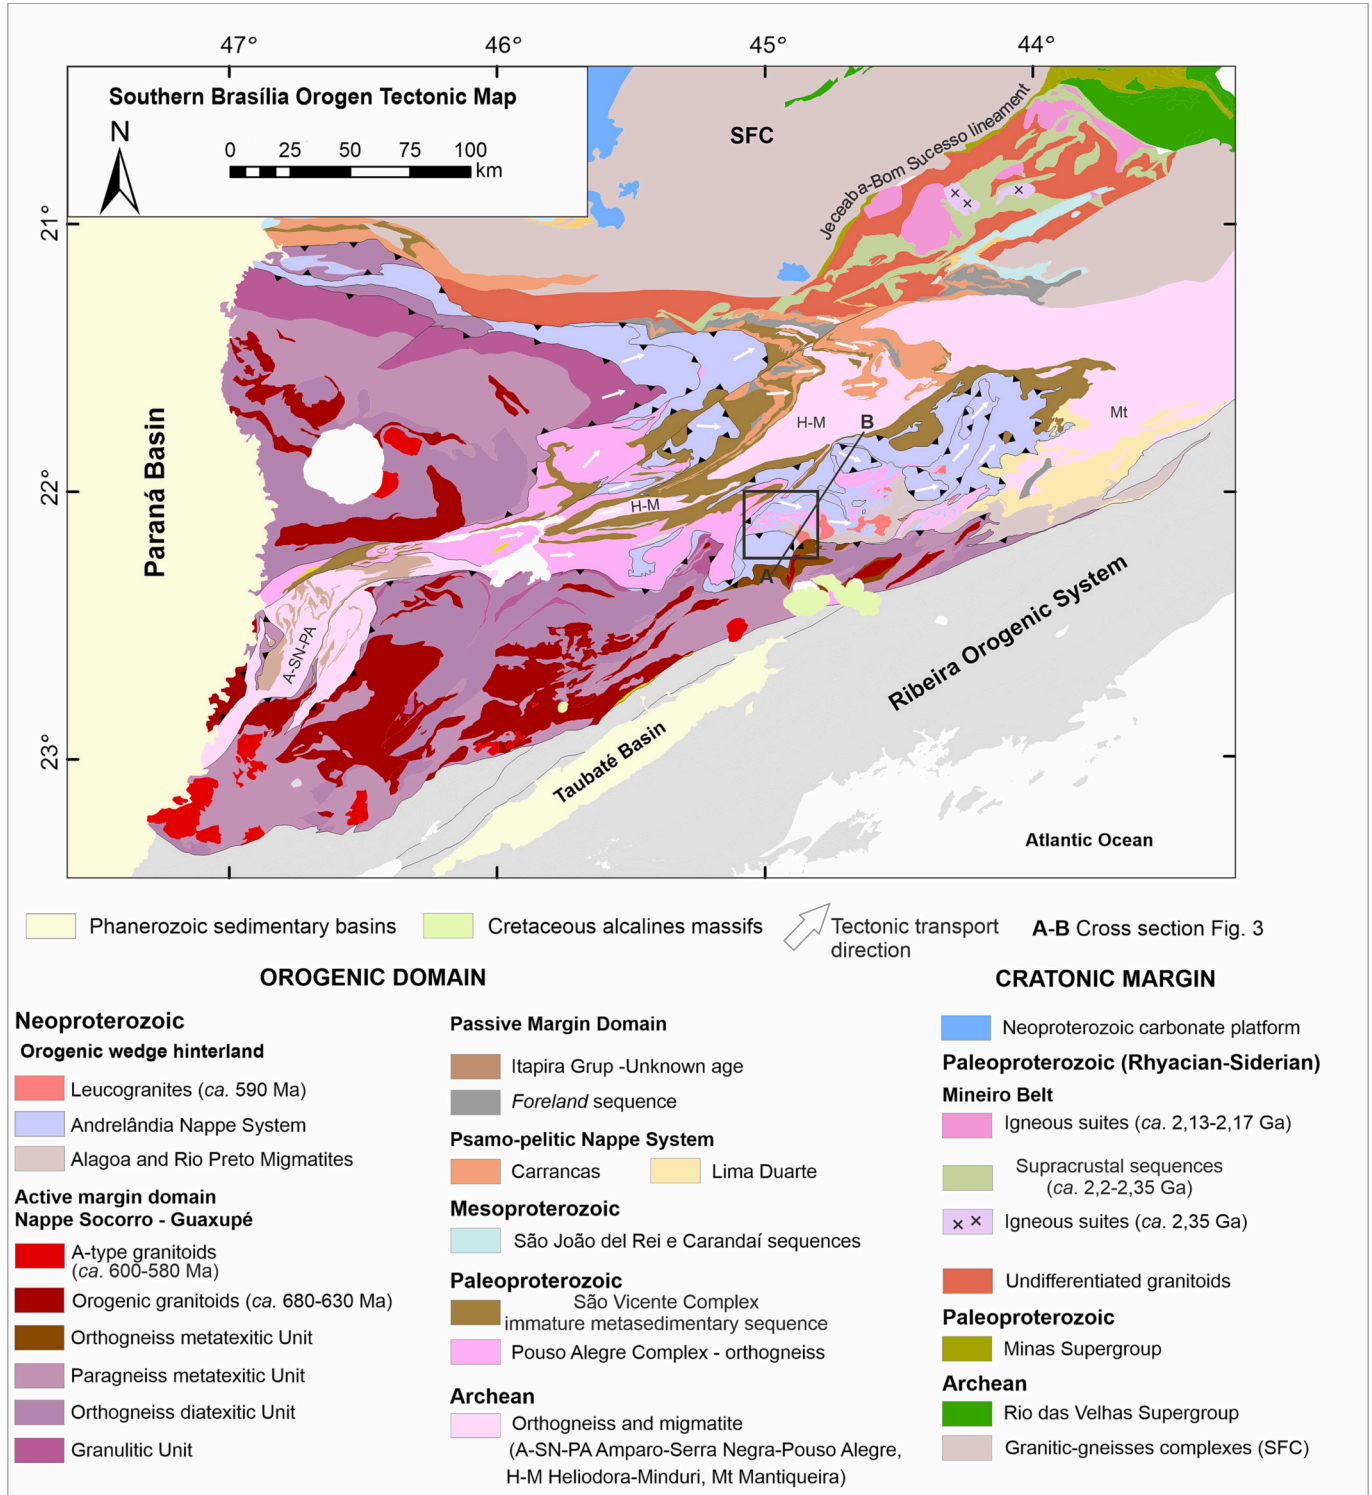 47°
46°
45°
44°
Southern Brasília Orogen Tectonic Map
N
0 25 50 75 100
km
SFC
Jeceaba-Bom Sucesso lineament
21°
22°
23°
Paraná Basin
H-M
B
Mt
H-M
A
A-SN-PA
Ribeira Orogenic System
Taubaté Basin
Atlantic Ocean
Phanerozoic sedimentary basins
Cretaceous alcalines massifs
Tectonic transport
direction
A-B Cross section Fig. 3
OROGENIC DOMAIN
Neoproterozoic
Orogenic wedge hinterland
Leucogranites (ca. 590 Ma)
Andrelândia Nappe System
Alagoa and Rio Preto Migmatites
Active margin domain
Nappe Socorro - Guaxupé
A-type granitoids
(ca. 600-580 Ma)
Orogenic granitoids (ca. 680-630 Ma)
Orthogneiss metatexitic Unit
Paragneiss metatexitic Unit
Orthogneiss diatexitic Unit
Granulitic Unit
Passive Margin Domain
Itapira Grup -Unknown age
Foreland sequence
Psamo-pelitic Nappe System
Carrancas
Lima Duarte
Mesoproterozoic
São João del Rei e Carandaí sequences
Paleoproterozoic
São Vicente Complex
immature metasedimentary sequence
Pouso Alegre Complex - orthogneiss
Archean
Orthogneiss and migmatite
(A-SN-PA Amparo-Serra Negra-Pouso Alegre,
H-M Heliodora-Minduri, Mt Mantiqueira)
CRATONIC MARGIN
Neoproterozoic carbonate platform
Paleoproterozoic (Rhyacian-Siderian)
Mineiro Belt
Igneous suites (ca. 2,13-2,17 Ga)
Supracrustal sequences
(ca. 2,2-2,35 Ga)
Igneous suites (ca. 2,35 Ga)
Undifferentiated granitoids
Paleoproterozoic
Minas Supergroup
Archean
Rio das Velhas Supergroup
Granitic-gneisses complexes (SFC)